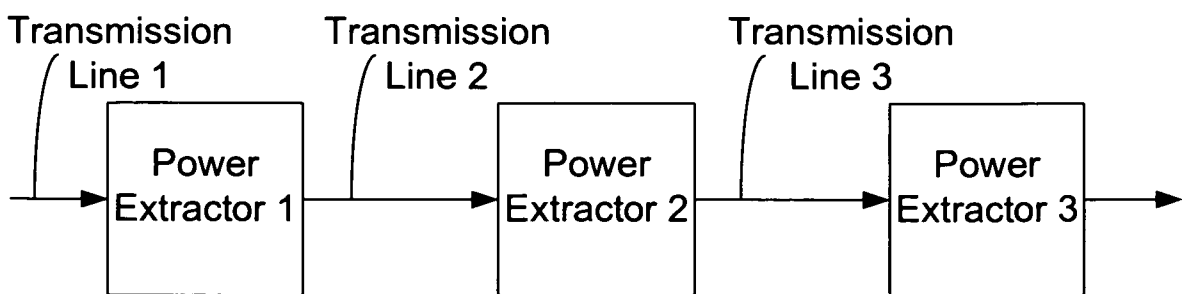 Transmission
Line 1
Transmission
Line 2
Transmission
Line 3
Power
Extractor 1
Power
Extractor 2
Power
Extractor 3